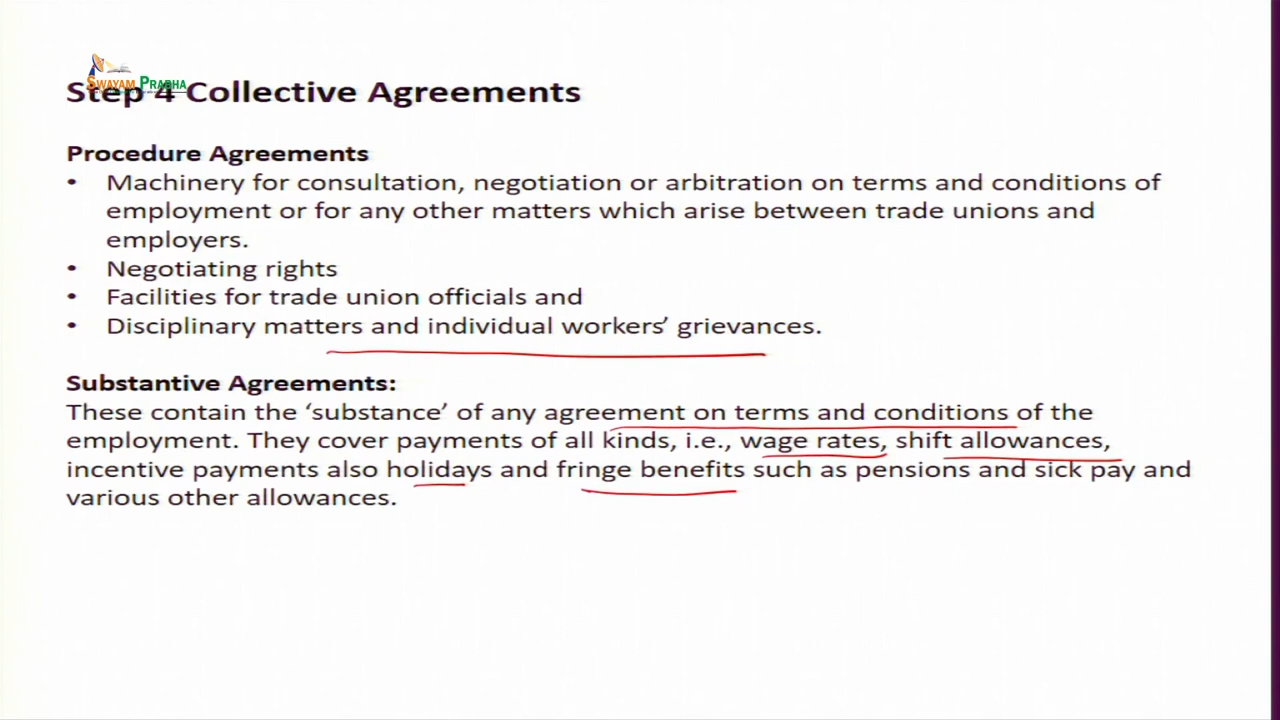 SWAYAM PRABHA
Step 4 Collective Agreements
Procedure Agreements
• Machinery for consultation, negotiation or arbitration on terms and conditions of
employment or for any other matters which arise between trade unions and
employers.
• Negotiating rights
• Facilities for trade union officials and
• Disciplinary matters and individual workers’ grievances.
Substantive Agreements:
These contain the ‘substance’ of any agreement on terms and conditions of the
employment. They cover payments of all kinds, i.e., wage rates, shift allowances,
incentive payments also holidays and fringe benefits such as pensions and sick pay and
various other allowances.